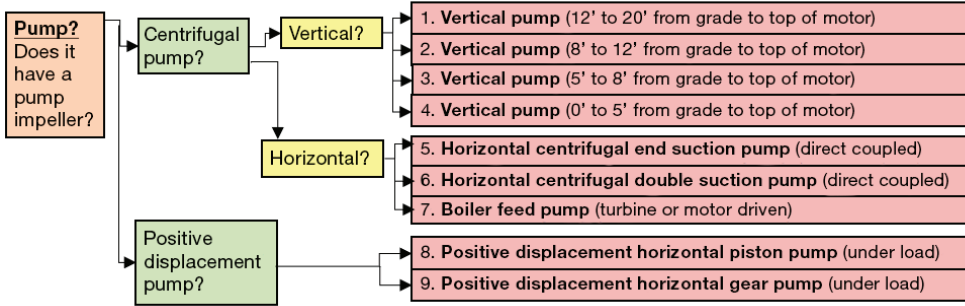 Pump?
Does it
have a
pump
impeller?
Centrifugal
pump?
Vertical?
1. Vertical pump (12’ to 20’ from grade to top of motor)
2. Vertical pump (8’ to 12’ from grade to top of motor)
3. Vertical pump (5’ to 8’ from grade to top of motor)
4. Vertical pump (0’ to 5’ from grade to top of motor)
Horizontal?
5. Horizontal centrifugal end suction pump (direct coupled)
6. Horizontal centrifugal double suction pump (direct coupled)
7. Boiler feed pump (turbine or motor driven)
Positive
displacement
pump?
8. Positive displacement horizontal piston pump (under load)
9. Positive displacement horizontal gear pump (under load)